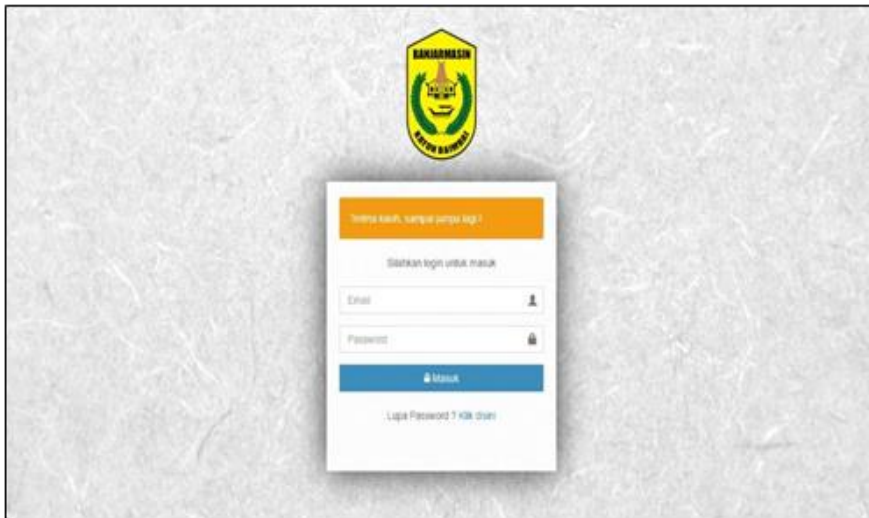 BANJARMASIN
KAYUH BAIMBAI
Terima kasih, sampai jumpa lagi !
Silahkan login untuk masuk
Email
Password
Masuk
Lupa Password ? Klik disini